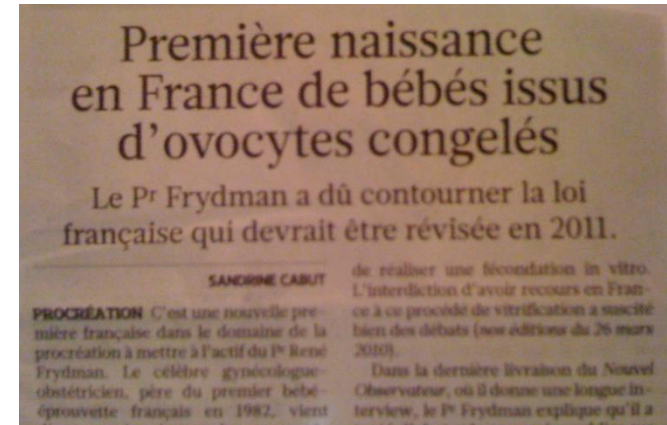 Première naissance
en France de bébés issus
d'ovocytes congelés
Le Pr Frydman a dû contourner la loi
française qui devrait être révisée en 2011.
SANDRINE CABUT
PROCRÉATION C'est une nouvelle pre-
mière française dans le domaine de la
procréation à mettre à l'actif du Pr René
Frydman. Le célèbre gynécologue-
obstétricien, père du premier bébé-
éprouvette français en 1982, vient
de réaliser une fécondation in vitro.
L'interdiction d'avoir recours en Fran-
ce à ce procédé de vitrification a suscité
bien des débats (nos éditions du 26 mars
2010).
Dans la dernière livraison du Nouvel
Observateur, où il donne une longue in-
terview, le Pr Frydman explique qu'il a